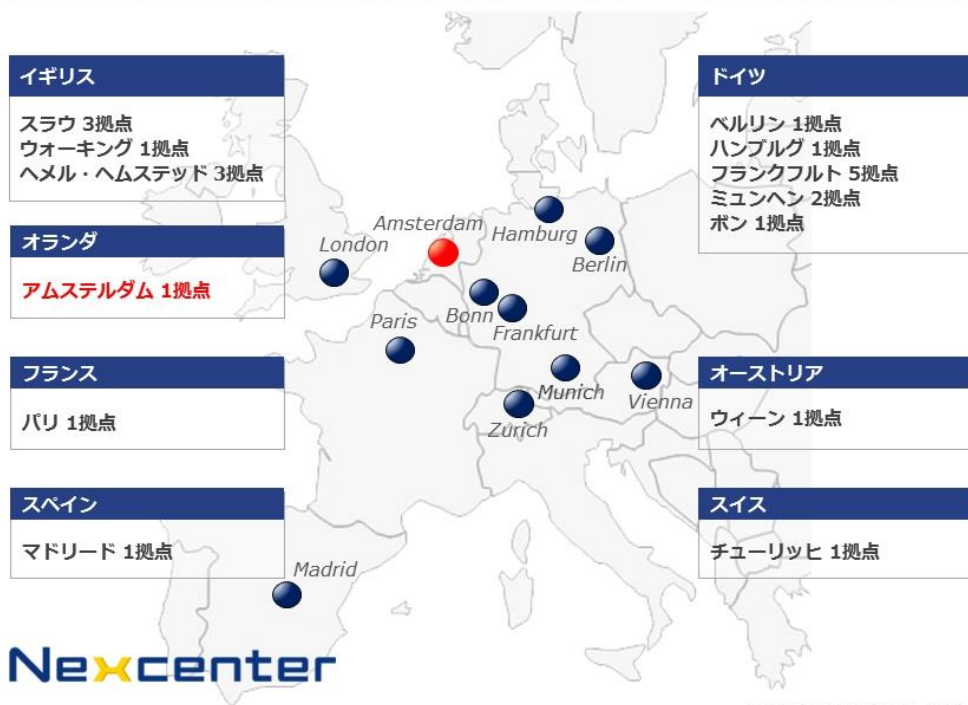 イギリス
スラウ 3拠点
ウォーキング 1拠点
ヘメル・ヘムステッド 3拠点
オランダ
アムステルダム 1拠点
フランス
パリ 1拠点
スペイン
マドリード 1拠点
ドイツ
ベルリン 1拠点
ハンブルグ 1拠点
フランクフルト 5拠点
ミュンヘン 2拠点
ボン 1拠点
オーストリア
ウィーン 1拠点
スイス
チューリッヒ 1拠点
Amsterdam
Hamburg
London
Berlin
Bonn
Paris
Frankfurt
Munich
Vienna
Zurich
Madrid
Nexcenter